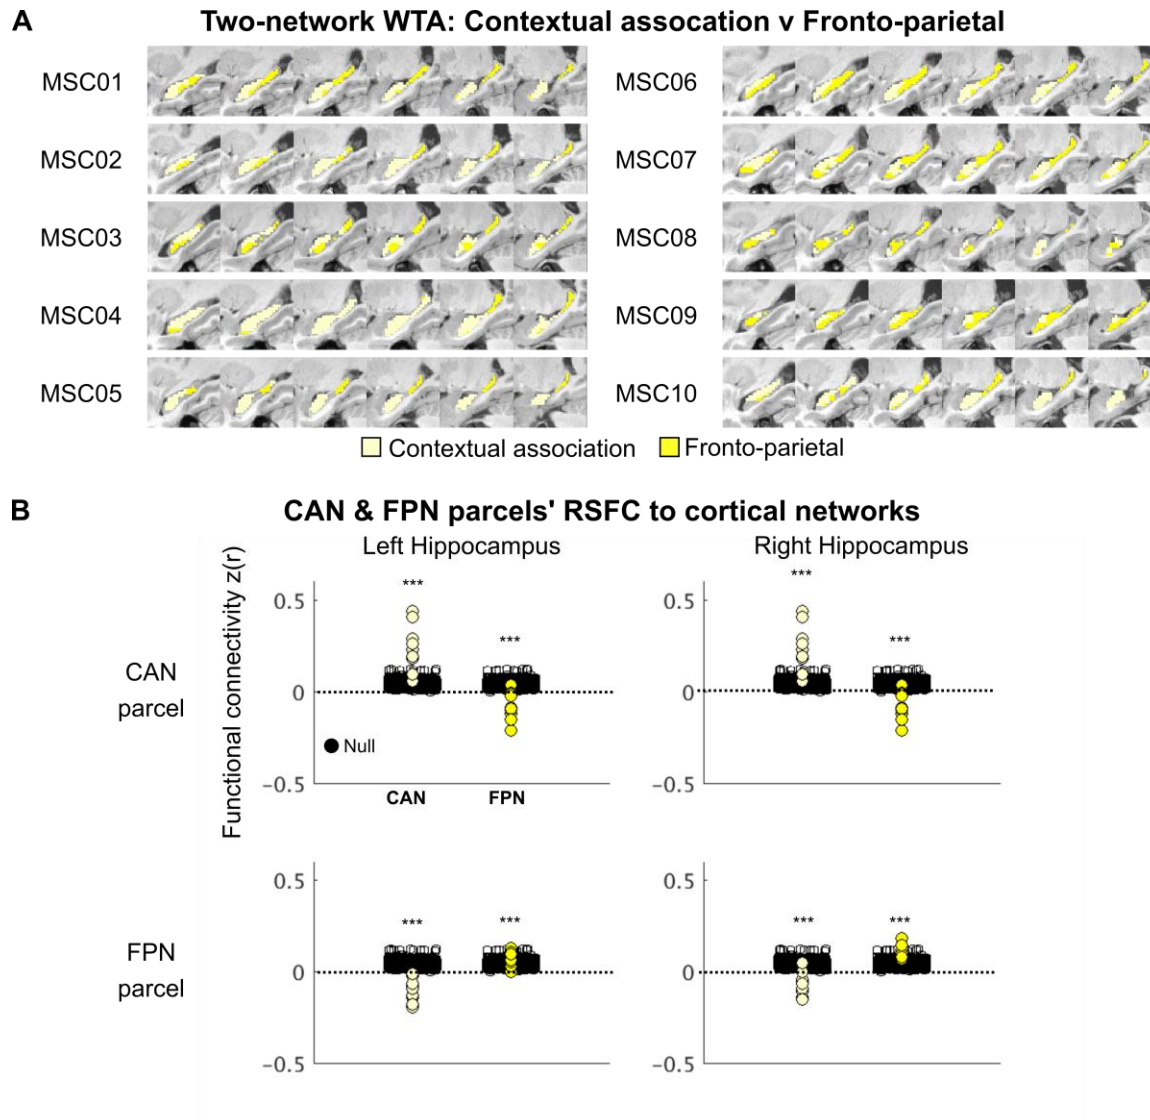 A
Two-network WTA: Contextual assocation v Fronto-parietal
MSC01
MSC06
MSC02
MSC07
MSC03
MSC08
MSC04
MSC09
MSC05
MSC10
Contextual association
Fronto-parietal
B
CAN & FPN parcels' RSFC to cortical networks
Left Hippocampus
Right Hippocampus
Functional connectivity z(r)
CAN
parcel
0.5
0
−0.5
***
***
Null
CAN
FPN
0.5
0
−0.5
***
***
FPN
parcel
0.5
0
−0.5
***
***
0.5
0
−0.5
***
***